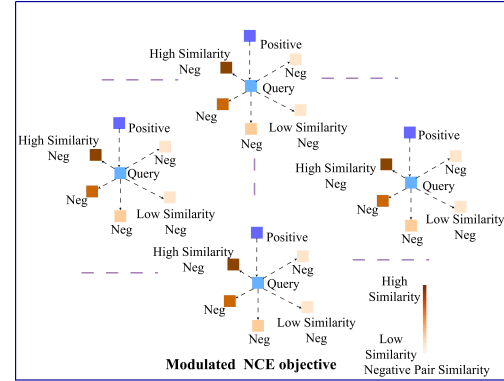 Positive
High Similarity
Neg
Neg
Query
Neg
Low Similarity
Neg
Neg
Positive
High Similarity
Neg
Neg
Query
Neg
Low Similarity
Neg
Neg
Positive
High Similarity
Neg
Neg
Query
Neg
Low Similarity
Neg
Neg
Positive
High Similarity
Neg
Neg
Query
Neg
Low Similarity
Neg
Neg
High
Similarity
Low
Similarity
Negative Pair Similarity
Modulated NCE objective